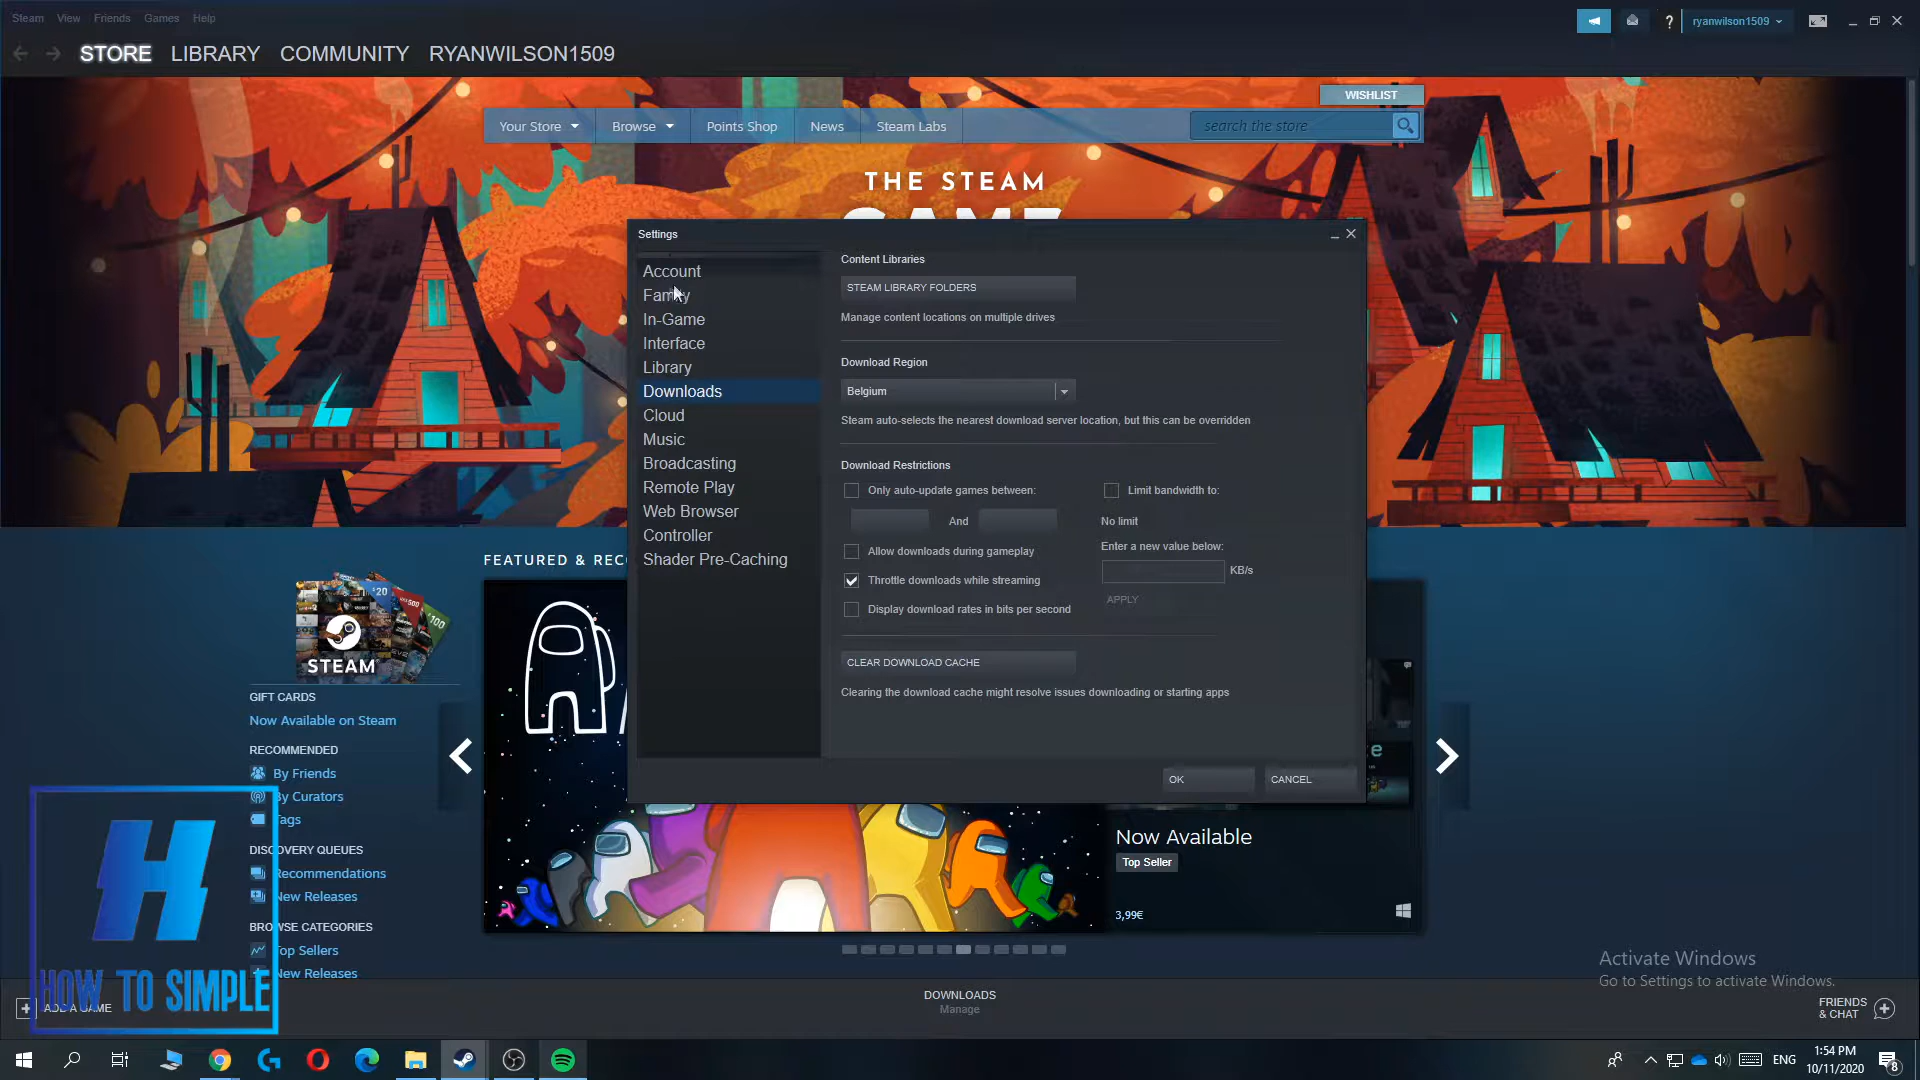 Steam View Friends Games Help
ryanwilson1509
STORE LIBRARY COMMUNITY RYANWILSON1509
WISHLIST
Your Store Browse Points Shop News Steam Labs search the store
THE STEAM
Settings
Account
Family
In-Game
Interface
Library
Downloads
Cloud
Music
Broadcasting
Remote Play
Web Browser
Controller
Shader Pre-Caching
Content Libraries
STEAM LIBRARY FOLDERS
Manage content locations on multiple drives
Download Region
Belgium
Steam auto-selects the nearest download server location, but this can be overridden
Download Restrictions
Only auto-update games between:
And
Allow downloads during gameplay
Throttle downloads while streaming
Display download rates in bits per second
Limit bandwidth to:
No limit
Enter a new value below:
KB/s
APPLY
CLEAR DOWNLOAD CACHE
Clearing the download cache might resolve issues downloading or starting apps
OK CANCEL
STEAM
GIFT CARDS
Now Available on Steam
RECOMMENDED
By Friends
By Curators
Tags
DISCOVERY QUEUES
Recommendations
New Releases
BROWSE CATEGORIES
Top Sellers
New Releases
Now Available
Top Seller
3,99€
Activate Windows
Go to Settings to activate Windows.
HOW TO SIMPLE
ADD A GAME
DOWNLOADS
Manage
FRIENDS
& CHAT
ENG
1:54 PM
10/11/2020
8